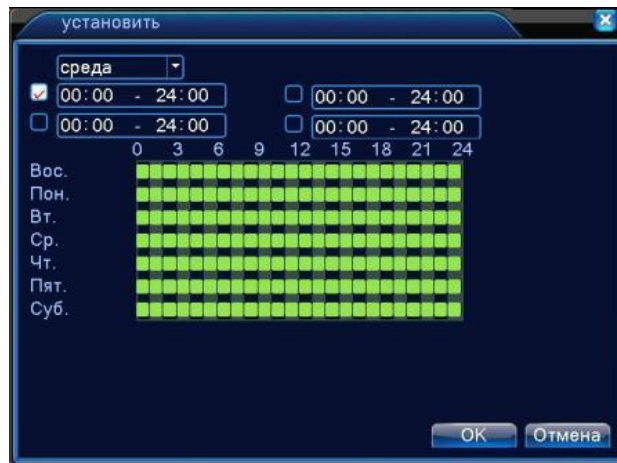 установить
среда
00:00 - 24:00 00:00 - 24:00
00:00 - 24:00 00:00 - 24:00
0 3 6 9 12 15 18 21 24
Вос.
Пон.
Вт.
Ср.
Чт.
Пят.
Суб.
OK Отмена